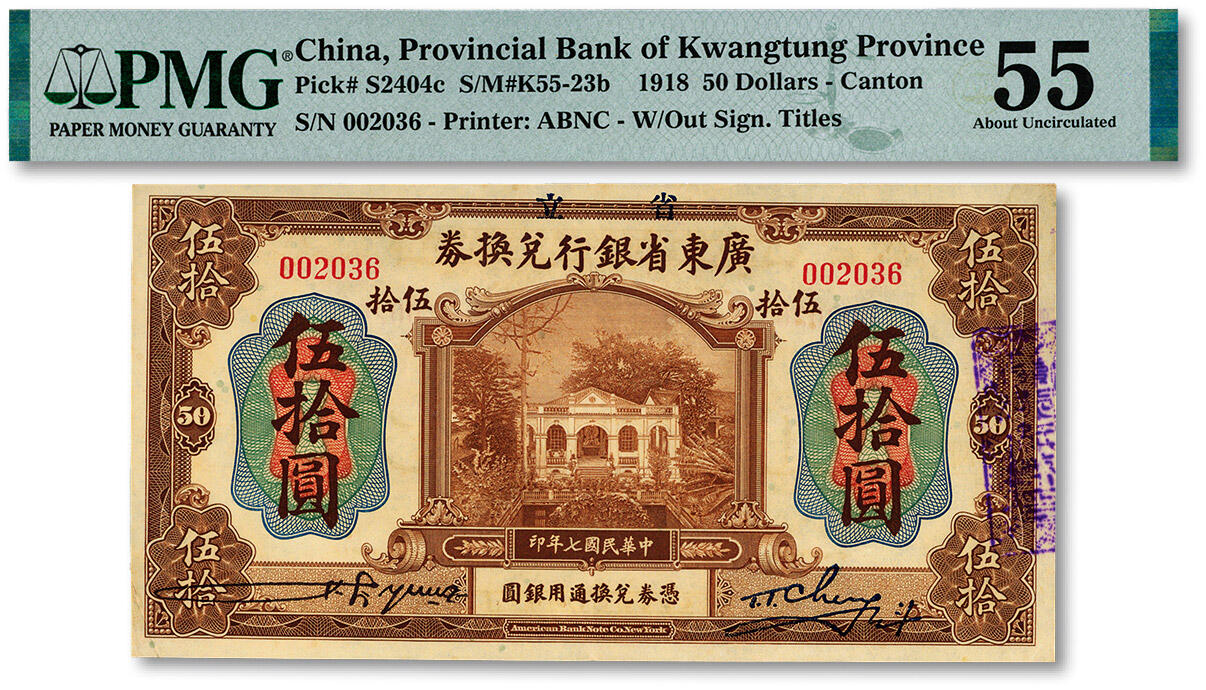 PMG®
PAPER MONEY GUARANTY
China, Provincial Bank of Kwangtung Province
Pick# S2404c S/M#K55-23b 1918 50 Dollars - Canton
S/N 002036 - Printer: ABNC - W/Out Sign. Titles
55
About Uncirculated
省立
廣東省銀行兌換券
伍拾
伍拾
002036
002036
伍拾
伍拾
伍拾圓
伍拾圓
50
50
中華民國七年印
伍拾
伍拾
憑券兌換通用銀圓
American Bank Note Co. New York